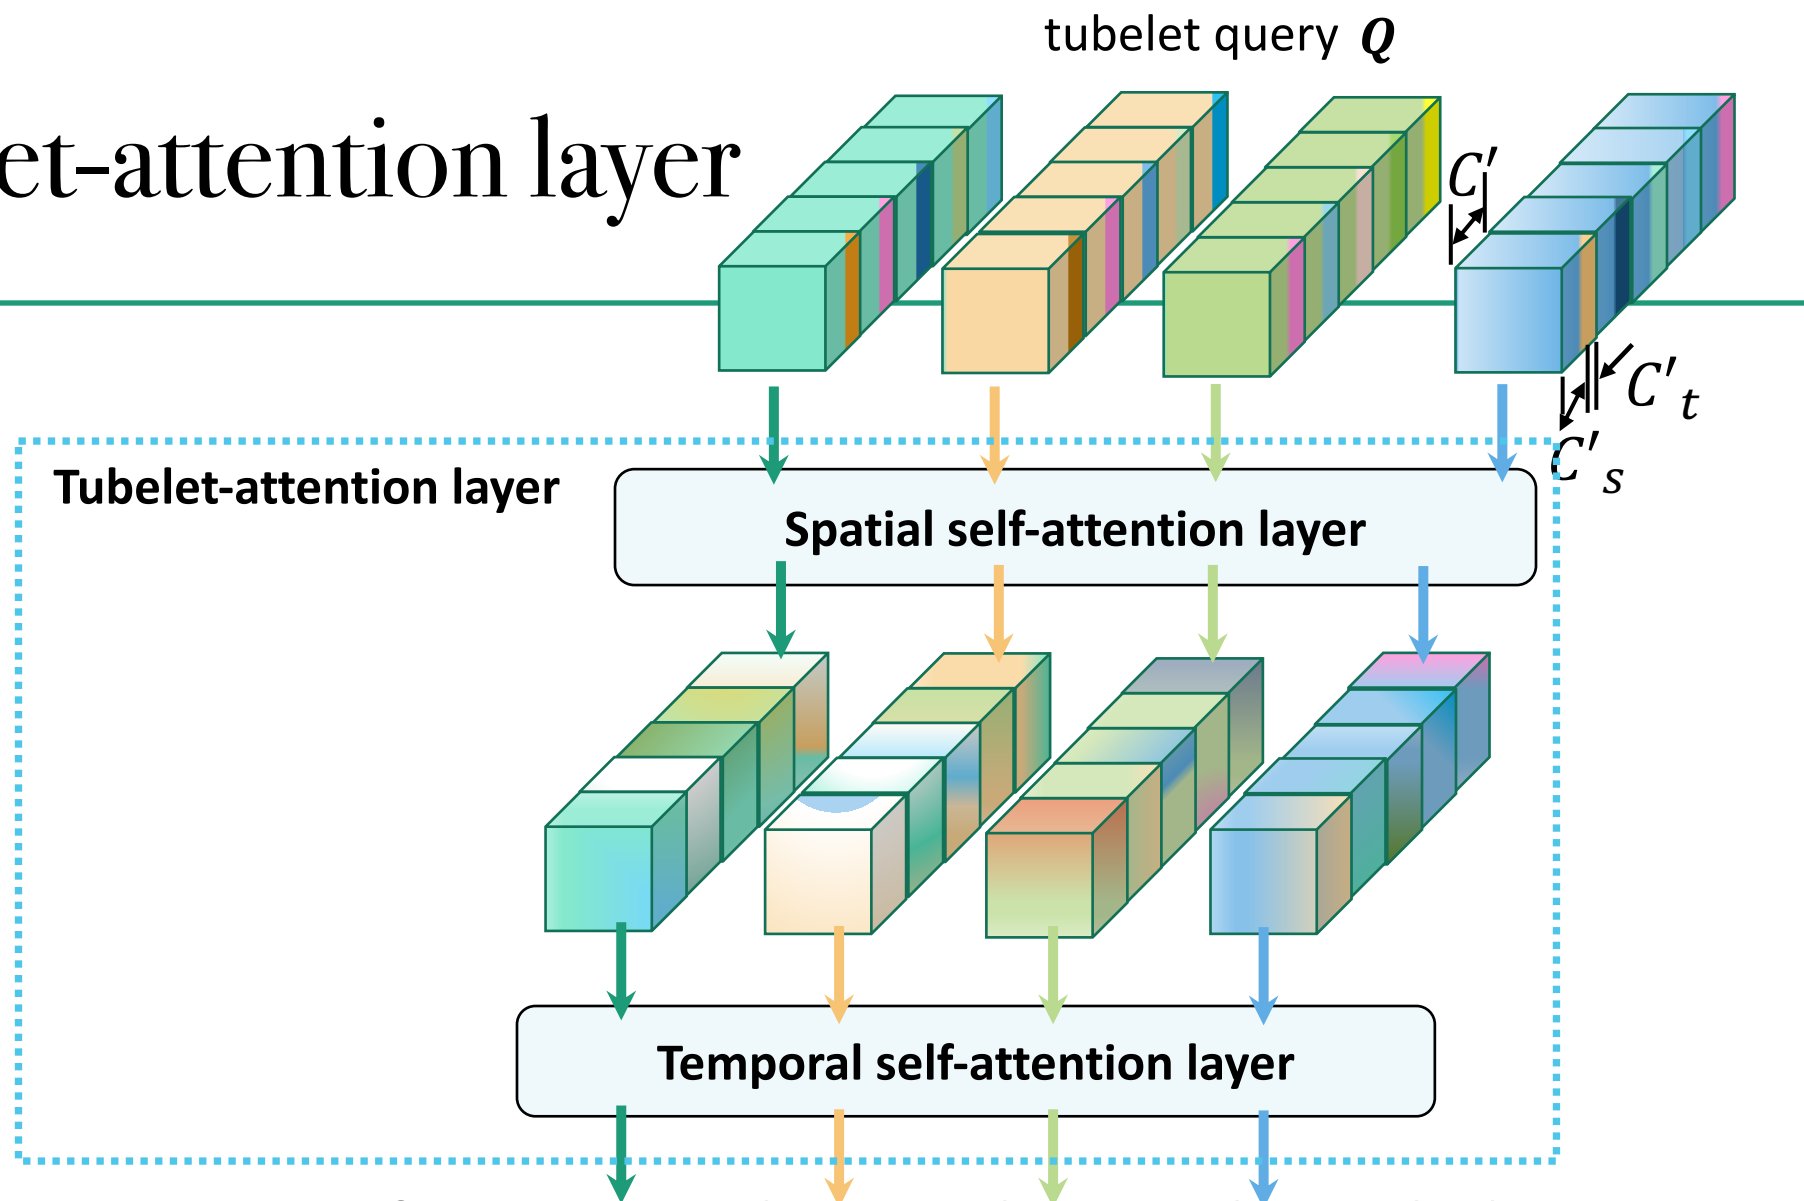 tubelet query Q
et-attention layer
C′
C′t
C′s
Tubelet-attention layer
Spatial self-attention layer
Temporal self-attention layer